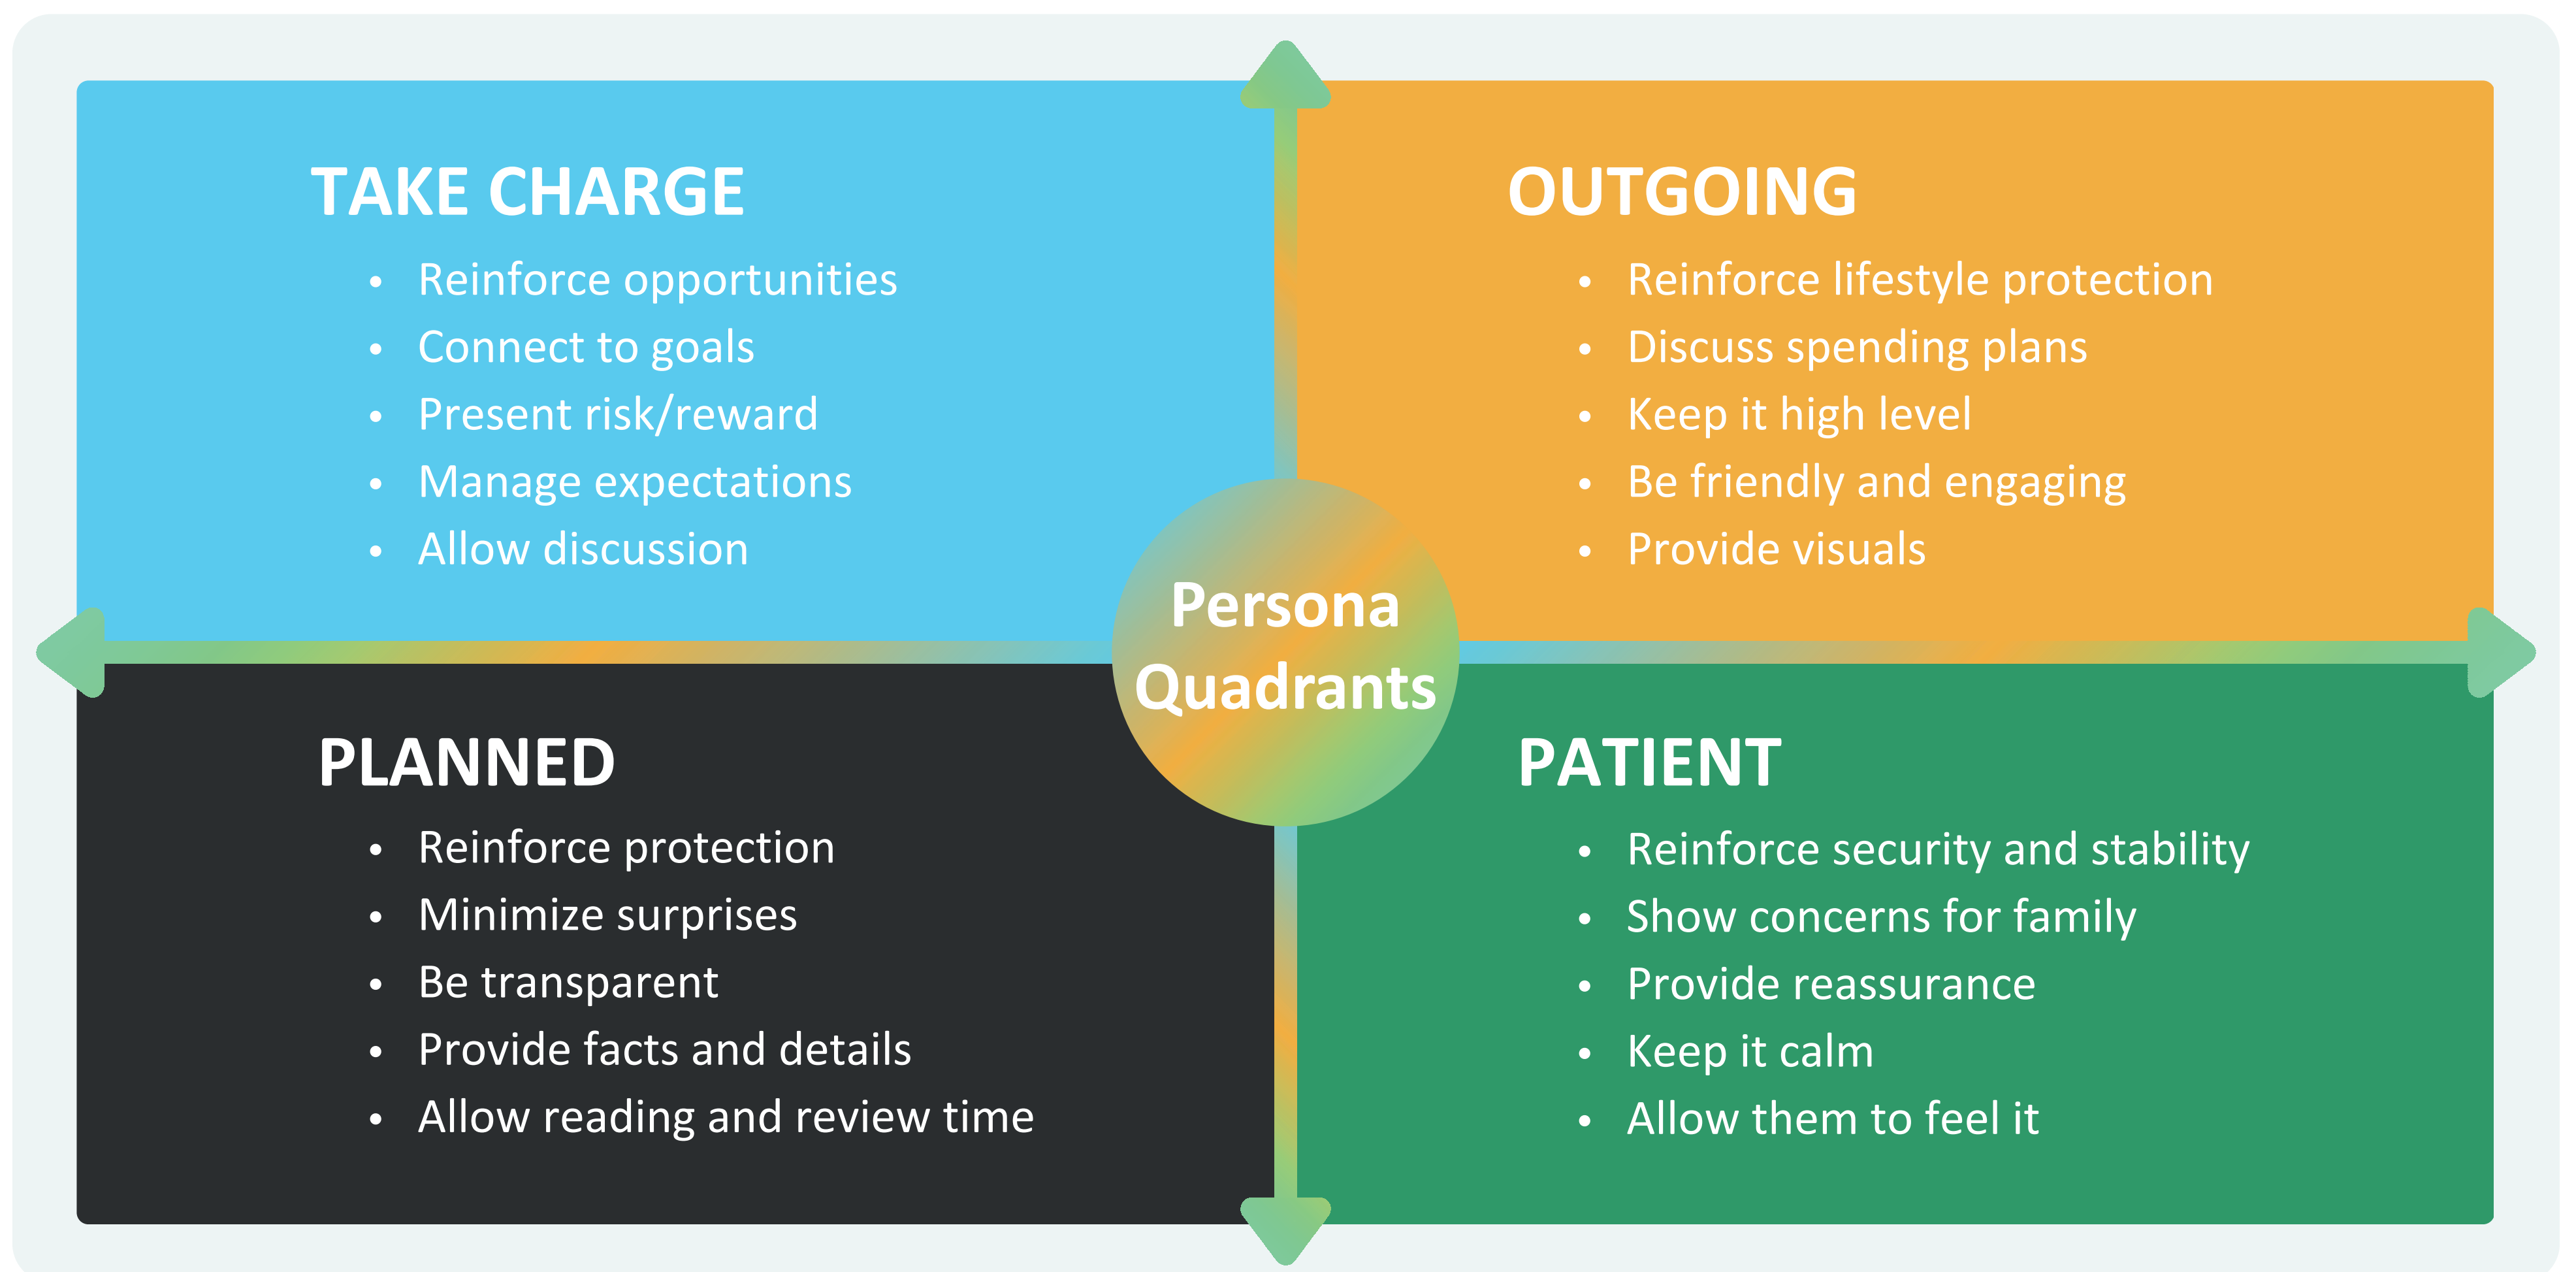 TAKE CHARGE
• Reinforce opportunities
• Connect to goals
• Present risk/reward
• Manage expectations
• Allow discussion
OUTGOING
• Reinforce lifestyle protection
• Discuss spending plans
• Keep it high level
• Be friendly and engaging
• Provide visuals
Persona
Quadrants
PLANNED
• Reinforce protection
• Minimize surprises
• Be transparent
• Provide facts and details
• Allow reading and review time
PATIENT
• Reinforce security and stability
• Show concerns for family
• Provide reassurance
• Keep it calm
• Allow them to feel it